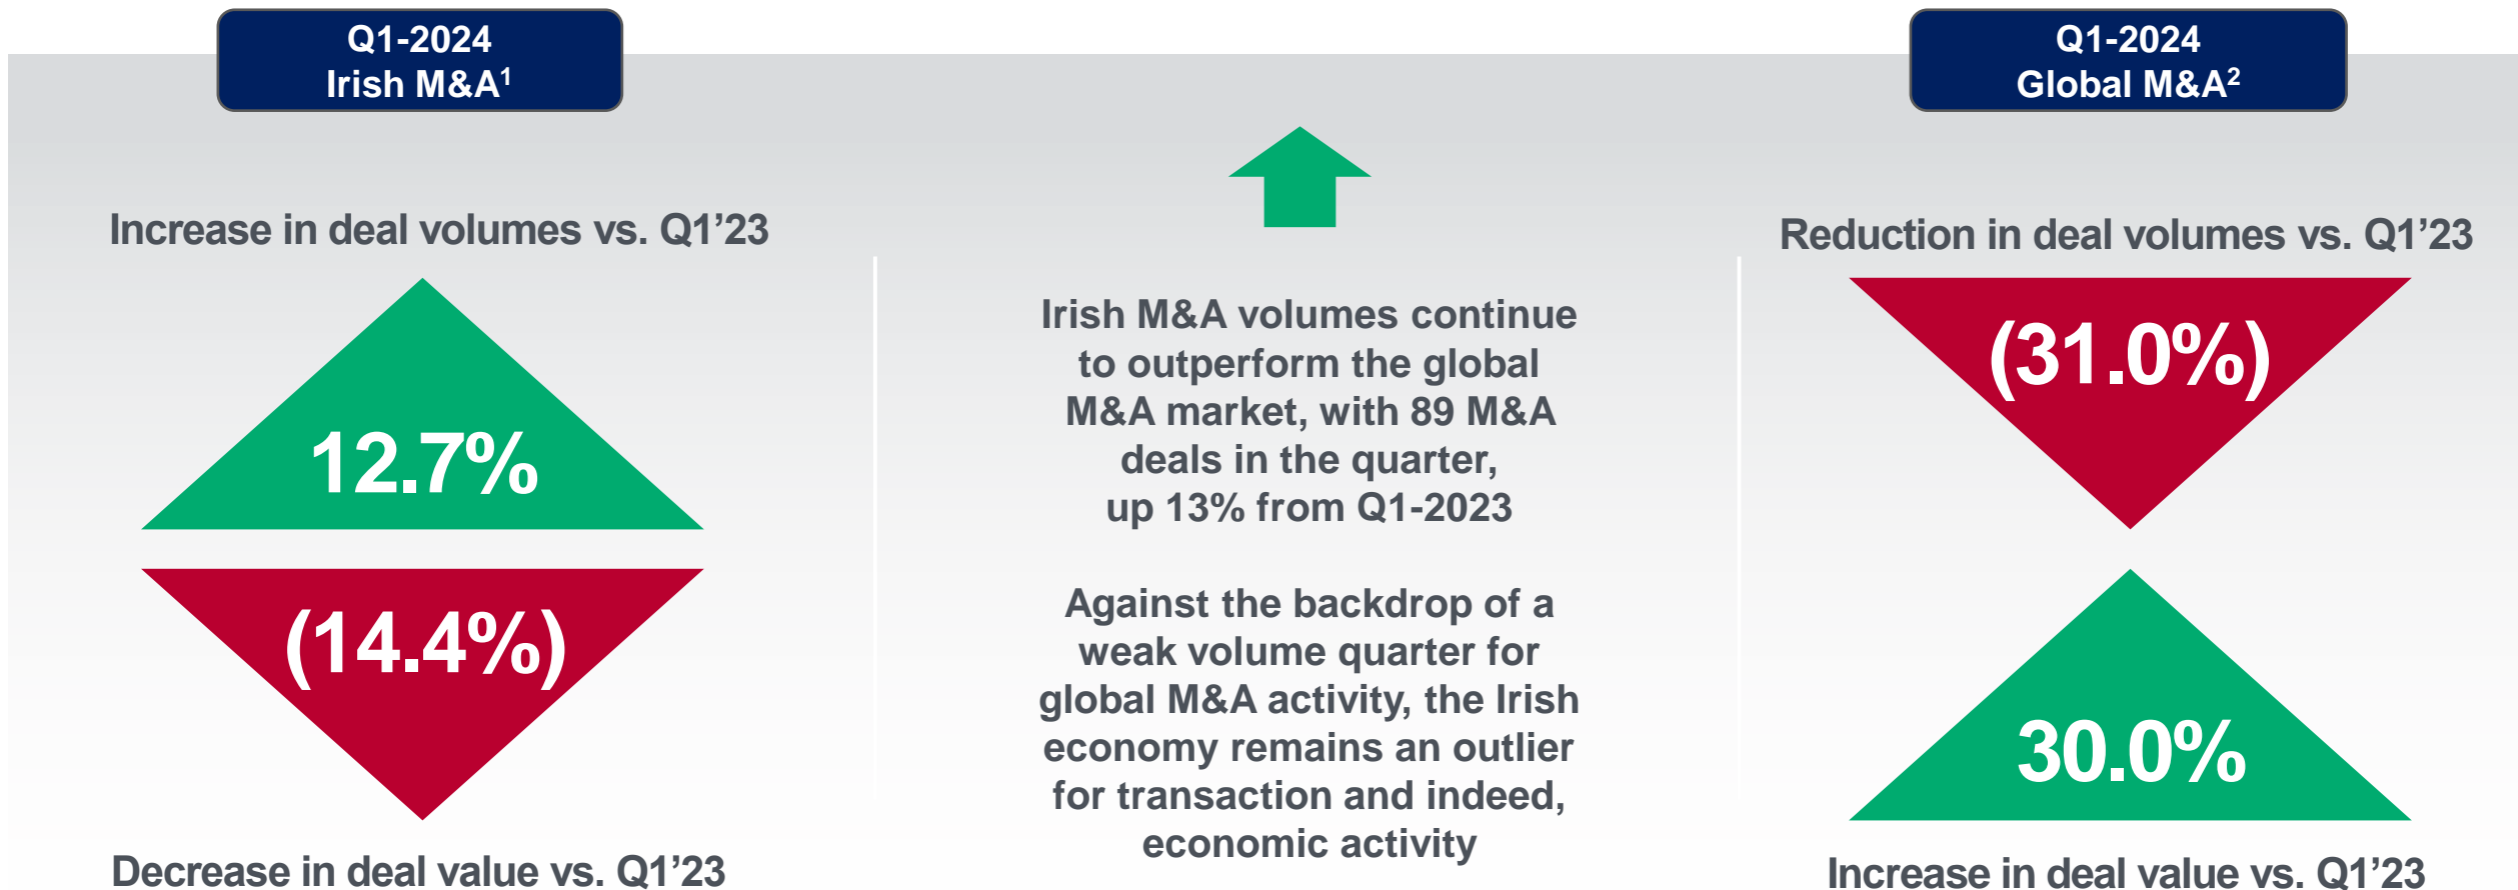 Q1-2024
Irish M&A¹
Increase in deal volumes vs. Q1’23
12.7%
(14.4%)
Decrease in deal value vs. Q1’23
Irish M&A volumes continue
to outperform the global
M&A market, with 89 M&A
deals in the quarter,
up 13% from Q1-2023
Against the backdrop of a
weak volume quarter for
global M&A activity, the Irish
economy remains an outlier
for transaction and indeed,
economic activity
Q1-2024
Global M&A²
Reduction in deal volumes vs. Q1’23
(31.0%)
30.0%
Increase in deal value vs. Q1’23